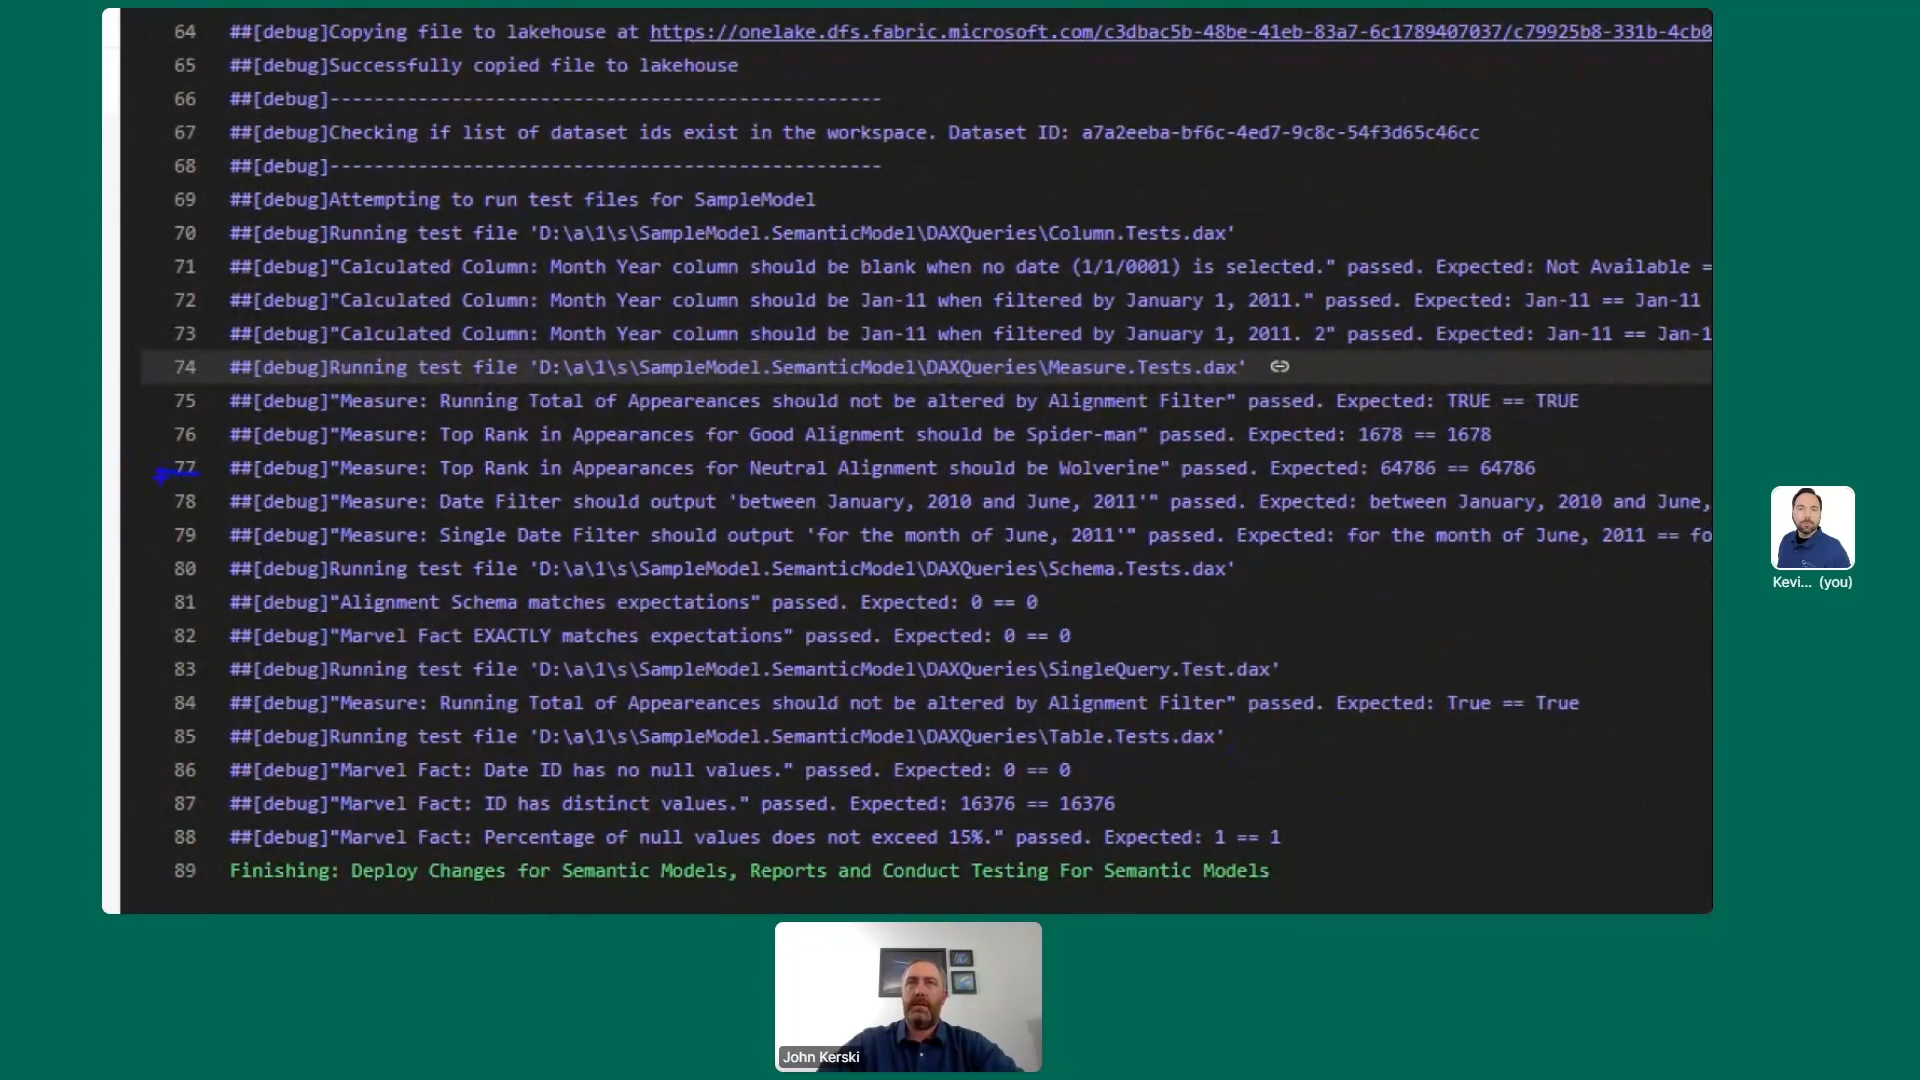 64 ##[debug]Copying file to lakehouse at https://onelake.dfs.fabric.microsoft.com/c3dbac5b-48be-41eb-83a7-6c1789407037/c79925b8-331b-4cb0
65 ##[debug]Successfully copied file to lakehouse
66 ##[debug]--------------------------------------------------
67 ##[debug]Checking if list of dataset ids exist in the workspace. Dataset ID: a7a2eeba-bf6c-4ed7-9c8c-54f3d65c46cc
68 ##[debug]--------------------------------------------------
69 ##[debug]Attempting to run test files for SampleModel
70 ##[debug]Running test file 'D:\a\1\s\SampleModel.SemanticModel\DAXQueries\Column.Tests.dax'
71 ##[debug]"Calculated Column: Month Year column should be blank when no date (1/1/0001) is selected." passed. Expected: Not Available =
72 ##[debug]"Calculated Column: Month Year column should be Jan-11 when filtered by January 1, 2011." passed. Expected: Jan-11 == Jan-11
73 ##[debug]"Calculated Column: Month Year column should be Jan-11 when filtered by January 1, 2011. 2" passed. Expected: Jan-11 == Jan-1
74 ##[debug]Running test file 'D:\a\1\s\SampleModel.SemanticModel\DAXQueries\Measure.Tests.dax'
75 ##[debug]"Measure: Running Total of Appeareances should not be altered by Alignment Filter" passed. Expected: TRUE == TRUE
76 ##[debug]"Measure: Top Rank in Appearances for Good Alignment should be Spider-man" passed. Expected: 1678 == 1678
77 ##[debug]"Measure: Top Rank in Appearances for Neutral Alignment should be Wolverine" passed. Expected: 64786 == 64786
78 ##[debug]"Measure: Date Filter should output 'between January, 2010 and June, 2011'" passed. Expected: between January, 2010 and June,
79 ##[debug]"Measure: Single Date Filter should output 'for the month of June, 2011'" passed. Expected: for the month of June, 2011 == fo
80 ##[debug]Running test file 'D:\a\1\s\SampleModel.SemanticModel\DAXQueries\Schema.Tests.dax'
81 ##[debug]"Alignment Schema matches expectations" passed. Expected: 0 == 0
82 ##[debug]"Marvel Fact EXACTLY matches expectations" passed. Expected: 0 == 0
83 ##[debug]Running test file 'D:\a\1\s\SampleModel.SemanticModel\DAXQueries\SingleQuery.Test.dax'
84 ##[debug]"Measure: Running Total of Appeareances should not be altered by Alignment Filter" passed. Expected: True == True
85 ##[debug]Running test file 'D:\a\1\s\SampleModel.SemanticModel\DAXQueries\Table.Tests.dax'
86 ##[debug]"Marvel Fact: Date ID has no null values." passed. Expected: 0 == 0
87 ##[debug]"Marvel Fact: ID has distinct values." passed. Expected: 16376 == 16376
88 ##[debug]"Marvel Fact: Percentage of null values does not exceed 15%." passed. Expected: 1 == 1
89 Finishing: Deploy Changes for Semantic Models, Reports and Conduct Testing For Semantic Models
Kevi... (you)
John Kerski